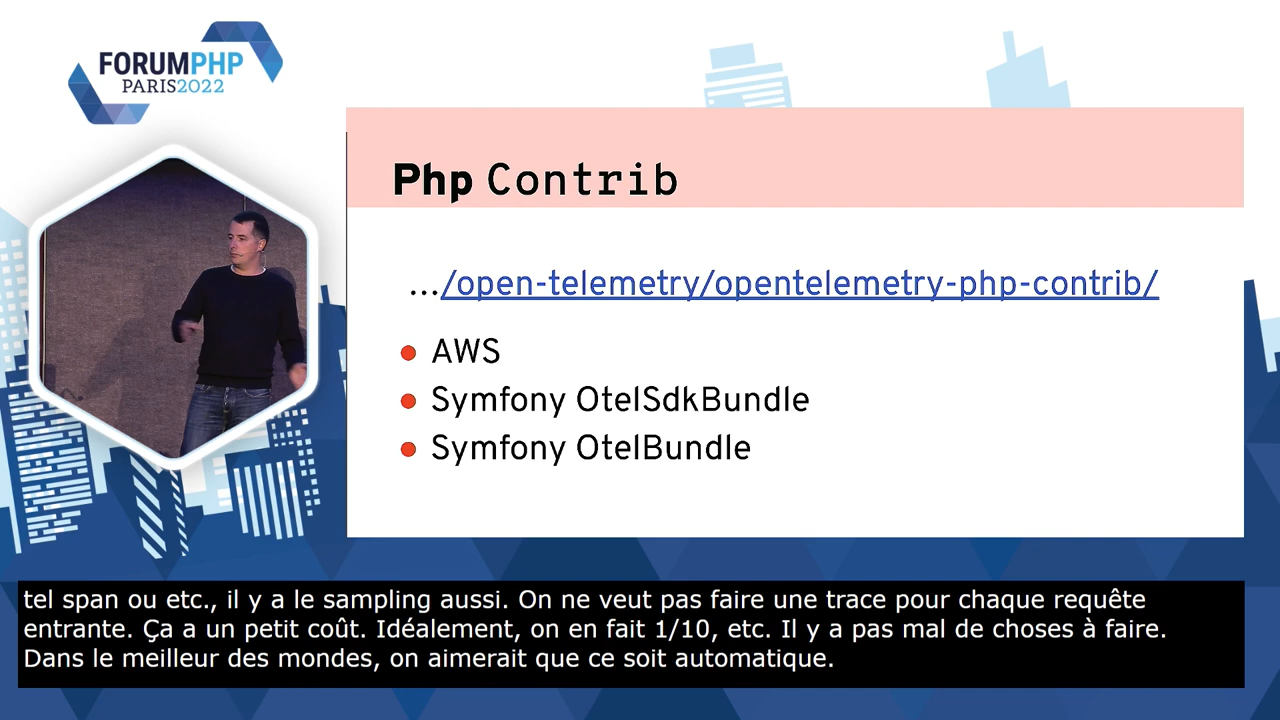 FORUMPHP
PARIS2022
Php Contrib
.../open-telemetry/opentelemetry-php-contrib/
AWS
Symfony OtelSdkBundle
Symfony OtelBundle
tel span ou etc., il y a le sampling aussi. On ne veut pas faire une trace pour chaque requête
entrante. Ça a un petit coût. Idéalement, on en fait 1/10, etc. Il y a pas mal de choses à faire.
Dans le meilleur des mondes, on aimerait que ce soit automatique.